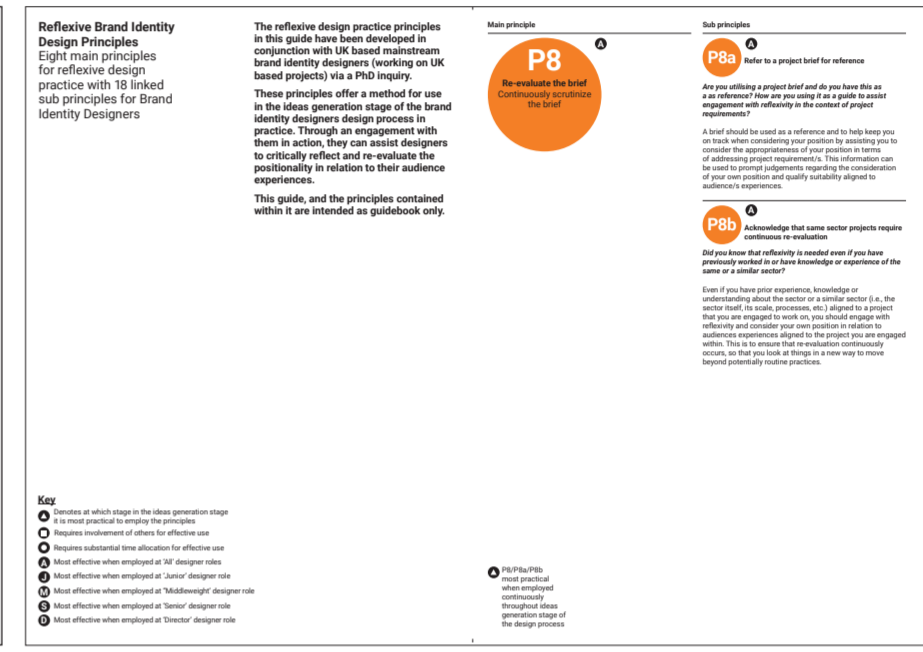 Reflexive Brand Identity
Design Principles
Eight main principles
for reflexive design
practice with 18 linked
sub principles for Brand
Identity Designers
The reflexive design practice principles
in this guide have been developed in
conjunction with UK based mainstream
brand identity designers (working on UK
based projects) via a PhD inquiry.
These principles offer a method for use
in the ideas generation stage of the brand
identity designers design process in
practice. Through an engagement with
them in action, they can assist designers
to critically reflect and re-evaluate the
positionality in relation to their audience
experiences.
This guide, and the principles contained
within it are intended as guidebook only.
Key
Denotes at which stage in the ideas generation stage
it is most practical to employ the principles
Requires involvement of others for effective use
Requires substantial time allocation for effective use
A Most effective when employed at 'All' designer roles
J Most effective when employed at 'Junior' designer role
M Most effective when employed at "Middleweight' designer role
S Most effective when employed at 'Senior' designer role
D Most effective when employed at 'Director' designer role
Main principle
A
P8
Re-evaluate the brief
Continuously scrutinize
the brief
P8/P8a/P8b
most practical
when employed
continuously
throughout ideas
generation stage of
the design process
Sub principles
A
P8a
Refer to a project brief for reference
Are you utilising a project brief and do you have this as
a as reference? How are you using it as a guide to assist
engagement with reflexivity in the context of project
requirements?
A brief should be used as a reference and to help keep you
on track when considering your position by assisting you to
consider the appropriateness of your position in terms
of addressing project requirement/s. This information can
be used to prompt judgements regarding the consideration
of your own position and qualify suitability aligned to
audience/s experiences.
A
P8b
Acknowledge that same sector projects require
continuous re-evaluation
Did you know that reflexivity is needed even if you have
previously worked in or have knowledge or experience of the
same or a similar sector?
Even if you have prior experience, knowledge or
understanding about the sector or a similar sector (i.e., the
sector itself, its scale, processes, etc.) aligned to a project
that you are engaged to work on, you should engage with
reflexivity and consider your own position in relation to
audiences experiences aligned to the project you are engaged
within. This is to ensure that re-evaluation continuously
occurs, so that you look at things in a new way to move
beyond potentially routine practices.